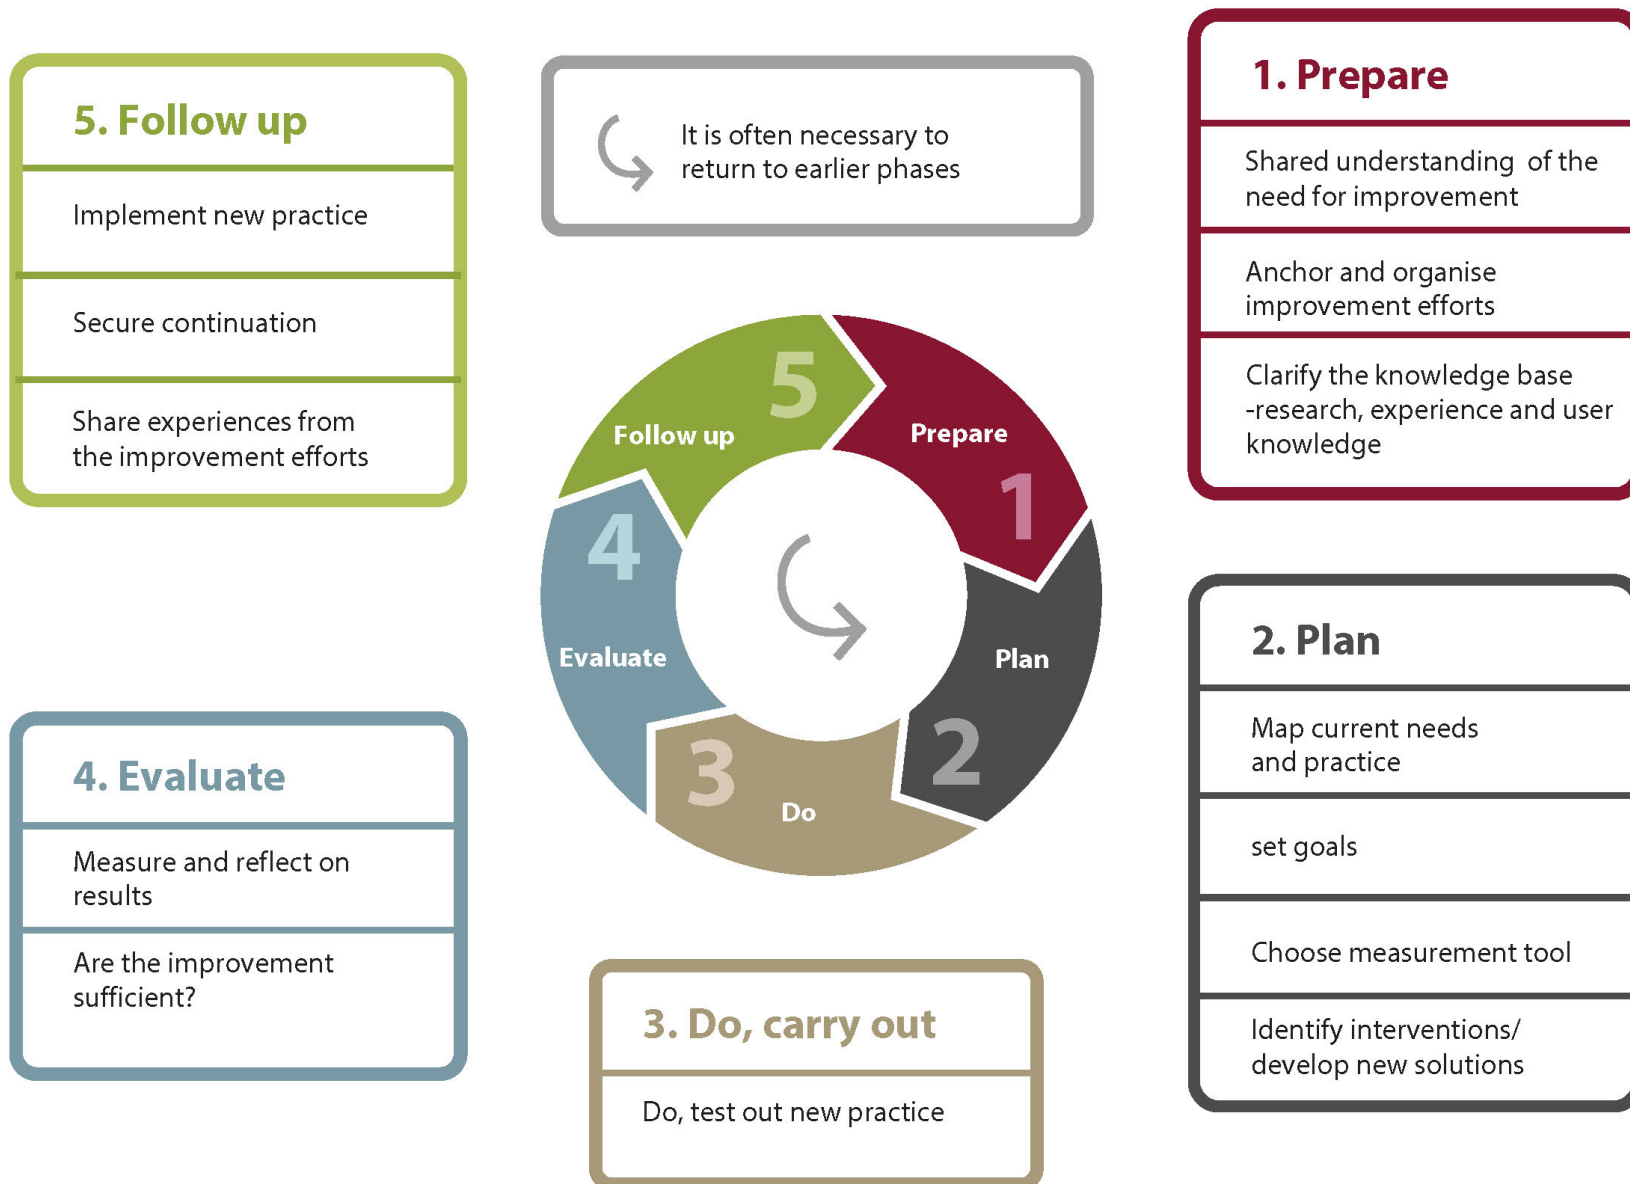 5. Follow up
Implement new practice
Secure continuation
Share experiences from
the improvement efforts
It is often necessary to
return to earlier phases
1. Prepare
Shared understanding of the
need for improvement
Anchor and organise
improvement efforts
Clarify the knowledge base
-research, experience and user
knowledge
5
Follow up
Prepare
1
4
Evaluate
Plan
2
3
Do
2. Plan
Map current needs
and practice
set goals
Choose measurement tool
Identify interventions/
develop new solutions
4. Evaluate
Measure and reflect on
results
Are the improvement
sufficient?
3. Do, carry out
Do, test out new practice